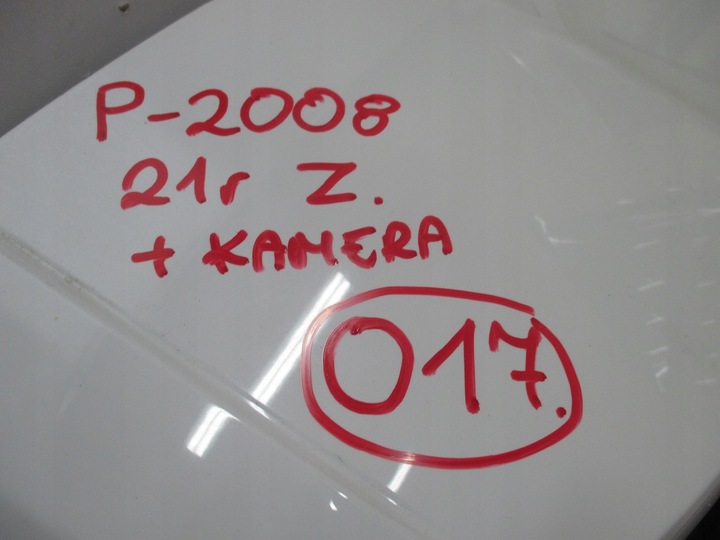 P-2008
21r Z.
+ KAMERA
017.